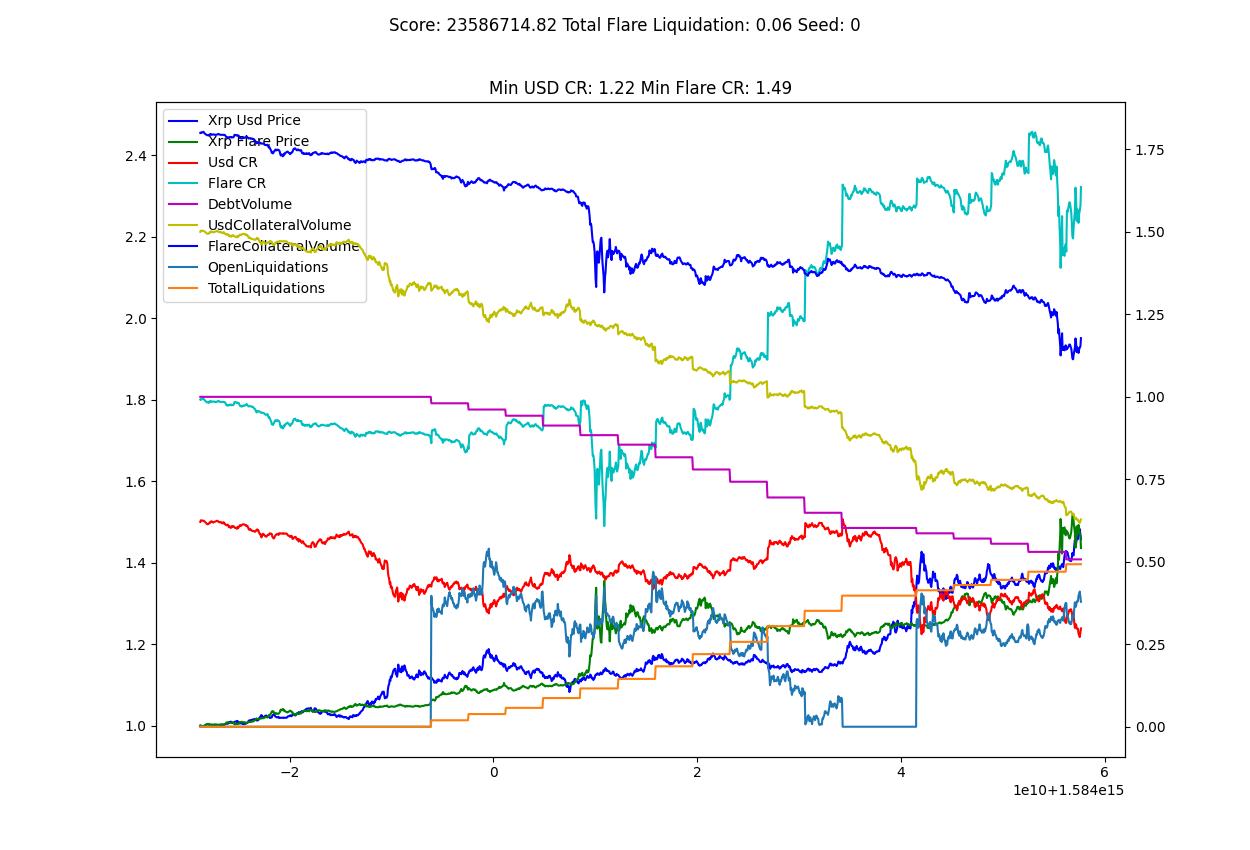 Score: 23586714.82 Total Flare Liquidation: 0.06 Seed: 0
Min USD CR: 1.22 Min Flare CR: 1.49
Xrp Usd Price
Xrp Flare Price
Usd CR
Flare CR
DebtVolume
UsdCollateralVolume
FlareCollateralVolume
OpenLiquidations
TotalLiquidations
2.4
2.2
2.0
1.8
1.6
1.4
1.2
1.0
1.75
1.50
1.25
1.00
0.75
0.50
0.25
0.00
−2 0 2 4 6
1e10+1.584e15